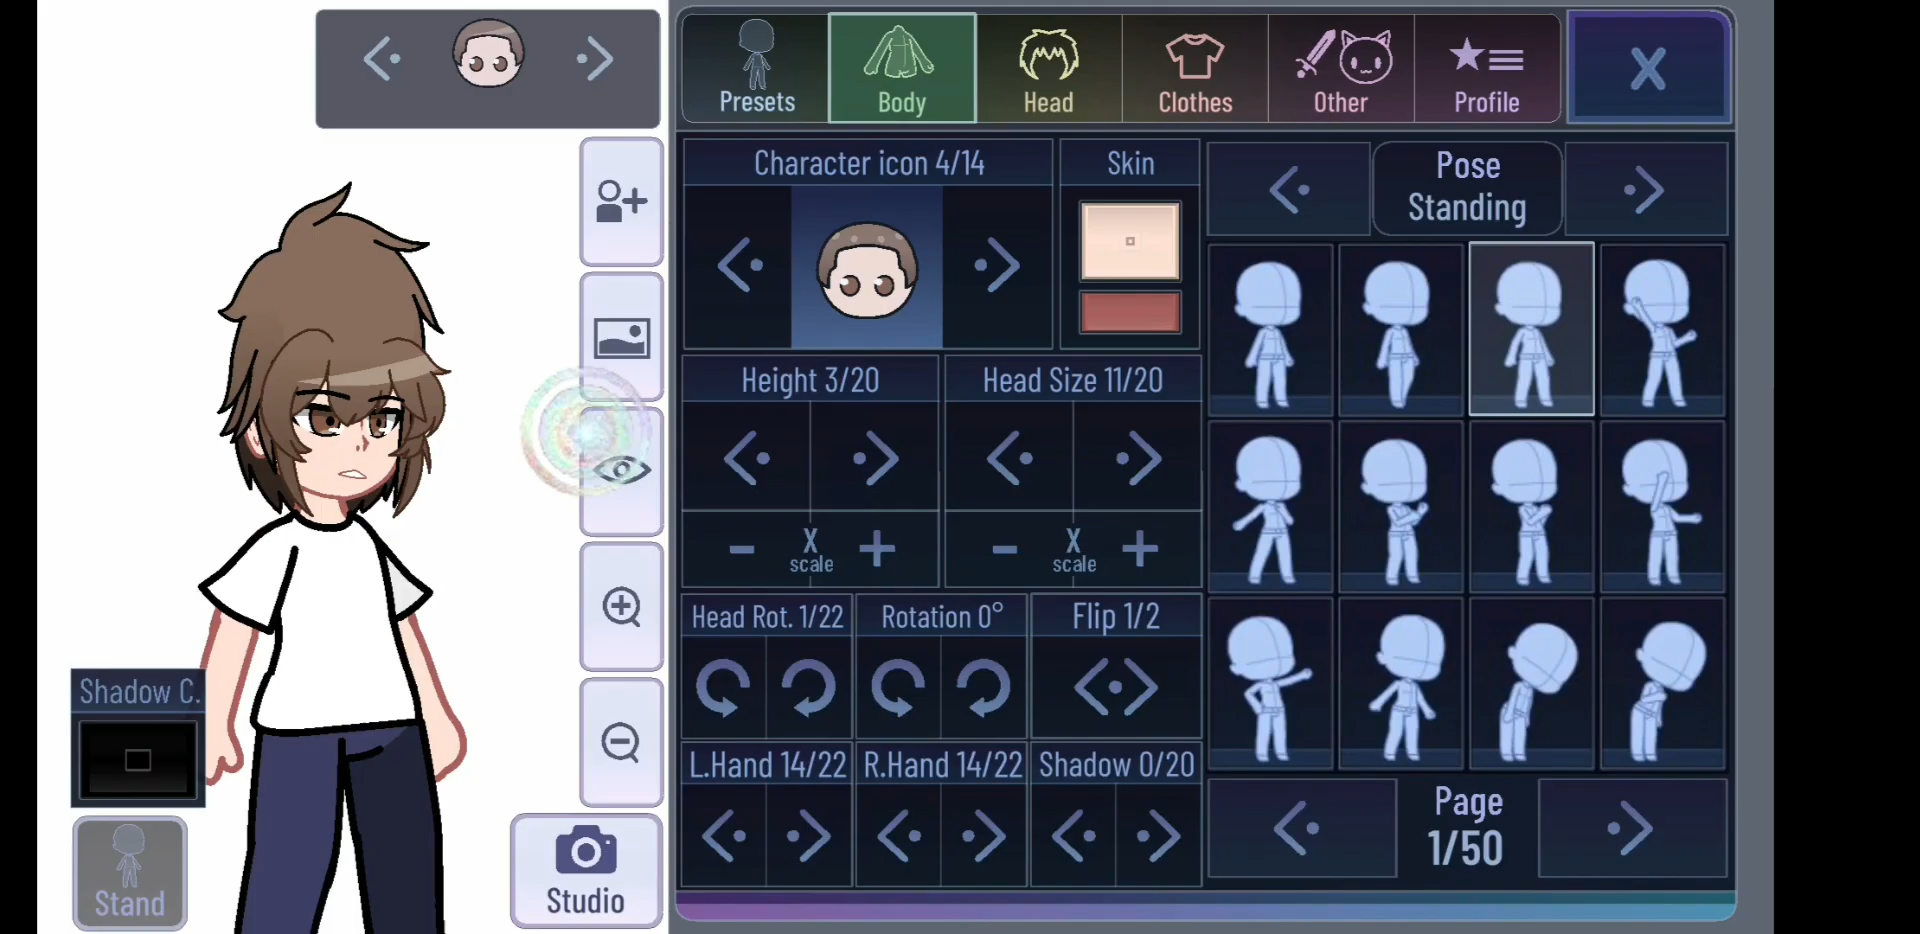 Presets
Body
Head
Clothes
Other
Profile
X
Character icon 4/14
Skin
Pose
Standing
Height 3/20
Head Size 11/20
X
scale
X
scale
Head Rot. 1/22
Rotation 0°
Flip 1/2
L.Hand 14/22
R.Hand 14/22
Shadow 0/20
Page
1/50
Shadow C.
Stand
Studio